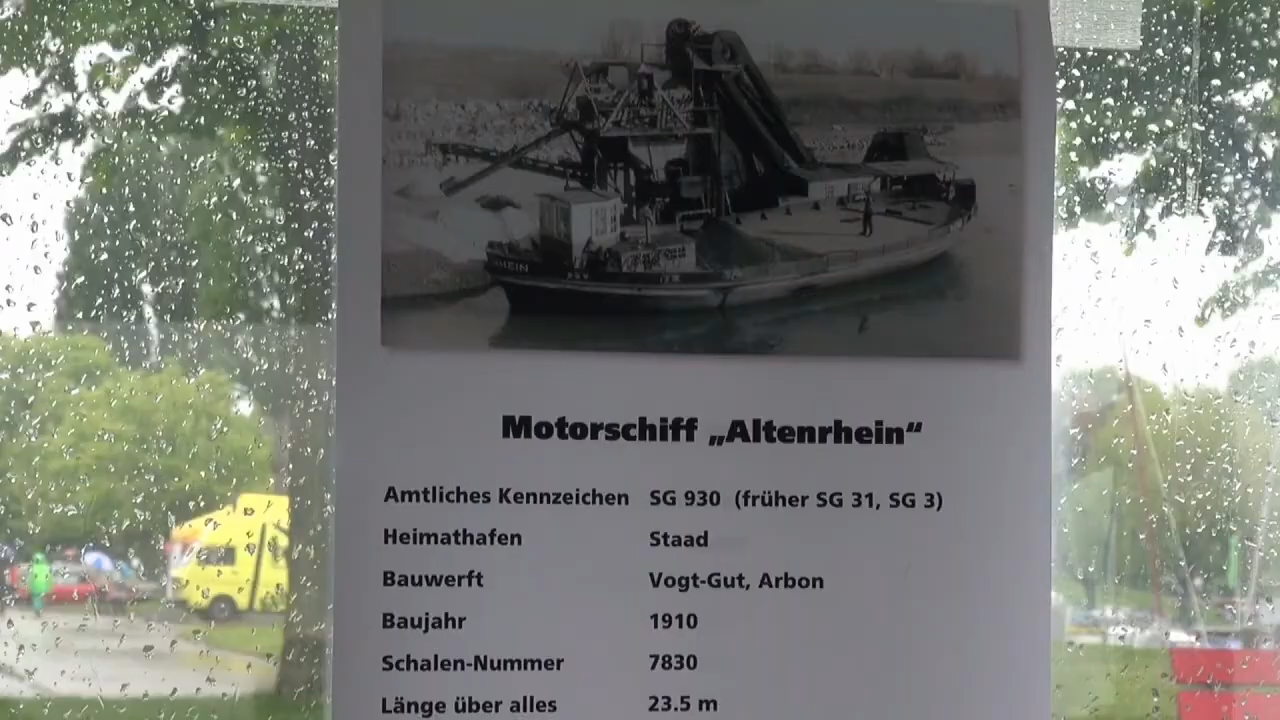 RHEIN
Motorschiff „Altenrhein“
Amtliches Kennzeichen SG 930 (früher SG 31, SG 3)
Heimathafen Staad
Bauwerft Vogt-Gut, Arbon
Baujahr 1910
Schalen-Nummer 7830
Länge über alles 23.5 m